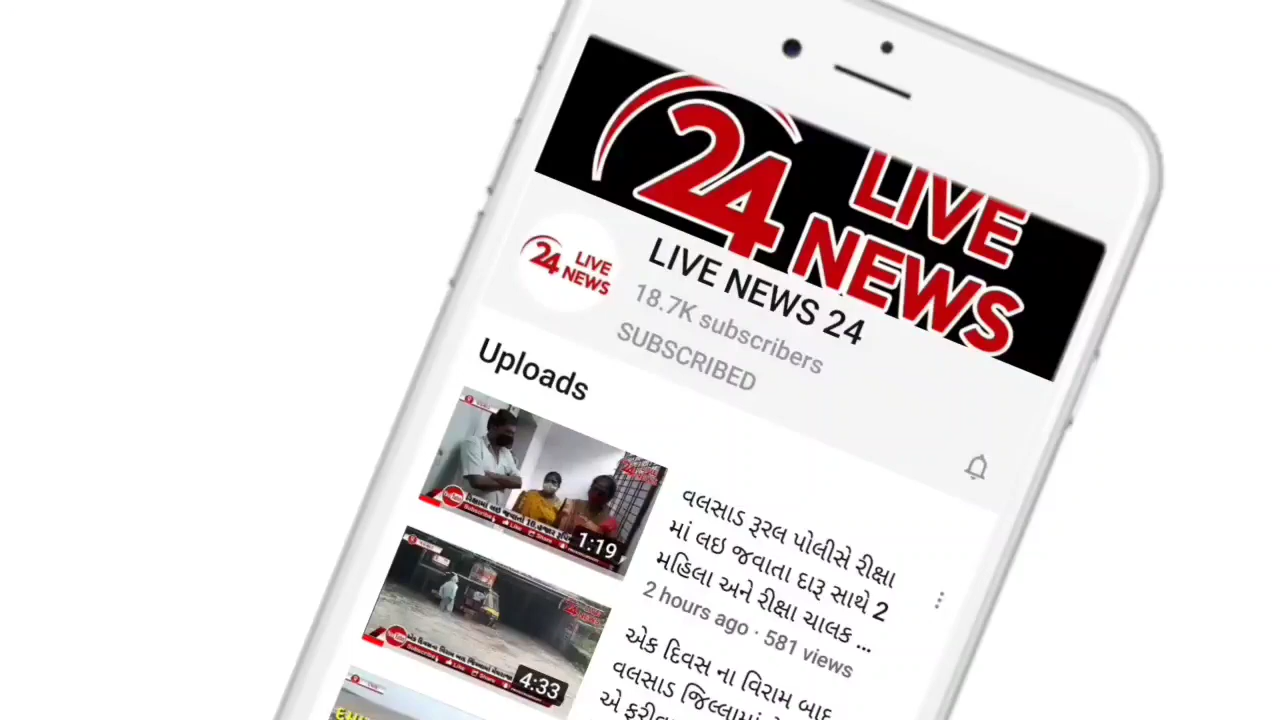 24 LIVE
NEWS
24 LIVE
NEWS
LIVE NEWS 24
18.7K subscribers
SUBSCRIBED
Uploads
1:19
વલસાડ રૂરલ પોલીસે રીક્ષા
માં લઇ જવાતા દારૂ સાથે 2
મહિલા અને રીક્ષા ચાલક ...
2 hours ago · 581 views
4:33
એક દિવસ ના વિરામ બાદ
વલસાડ જિલ્લામાં
એ ફરીવા